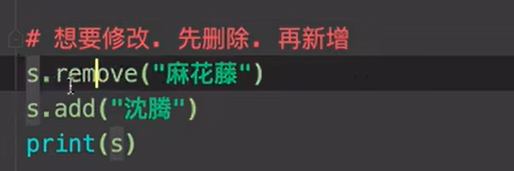 # 想要修改. 先删除. 再新增
s.remove("麻花藤")
s.add("沈腾")
print(s)